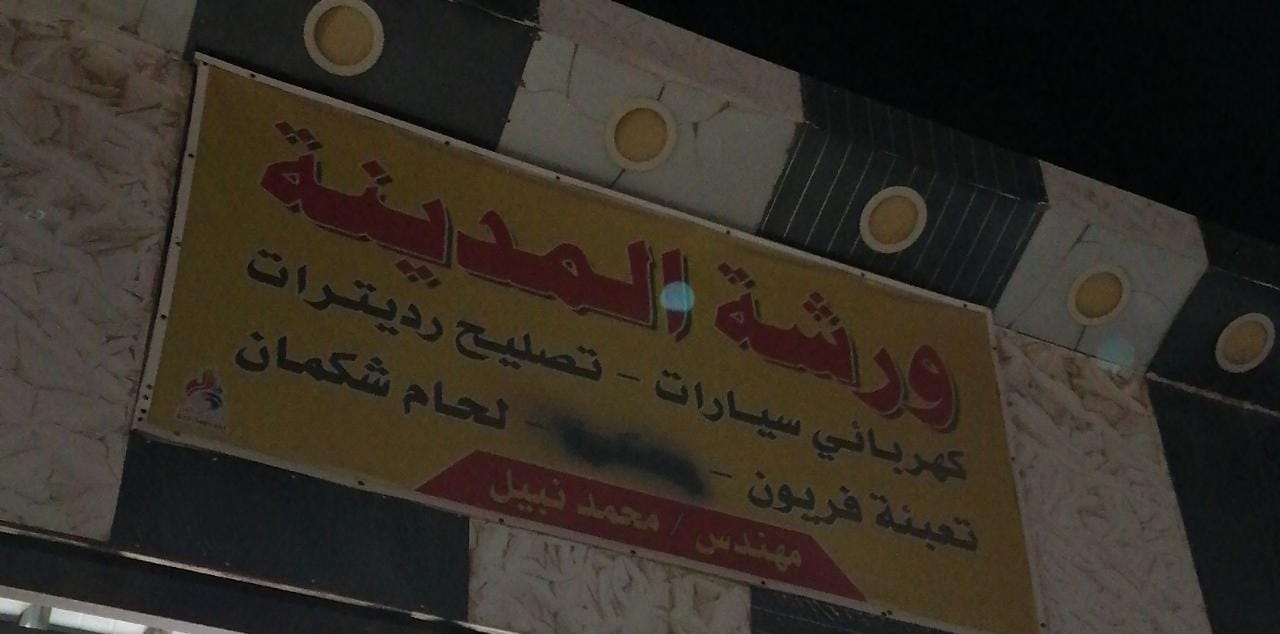 ورشة المدينة
كهربائي سيارات - تصليح رديترات
تعبئة فريون - - لحام شكمان
مهندس / محمد نبيل